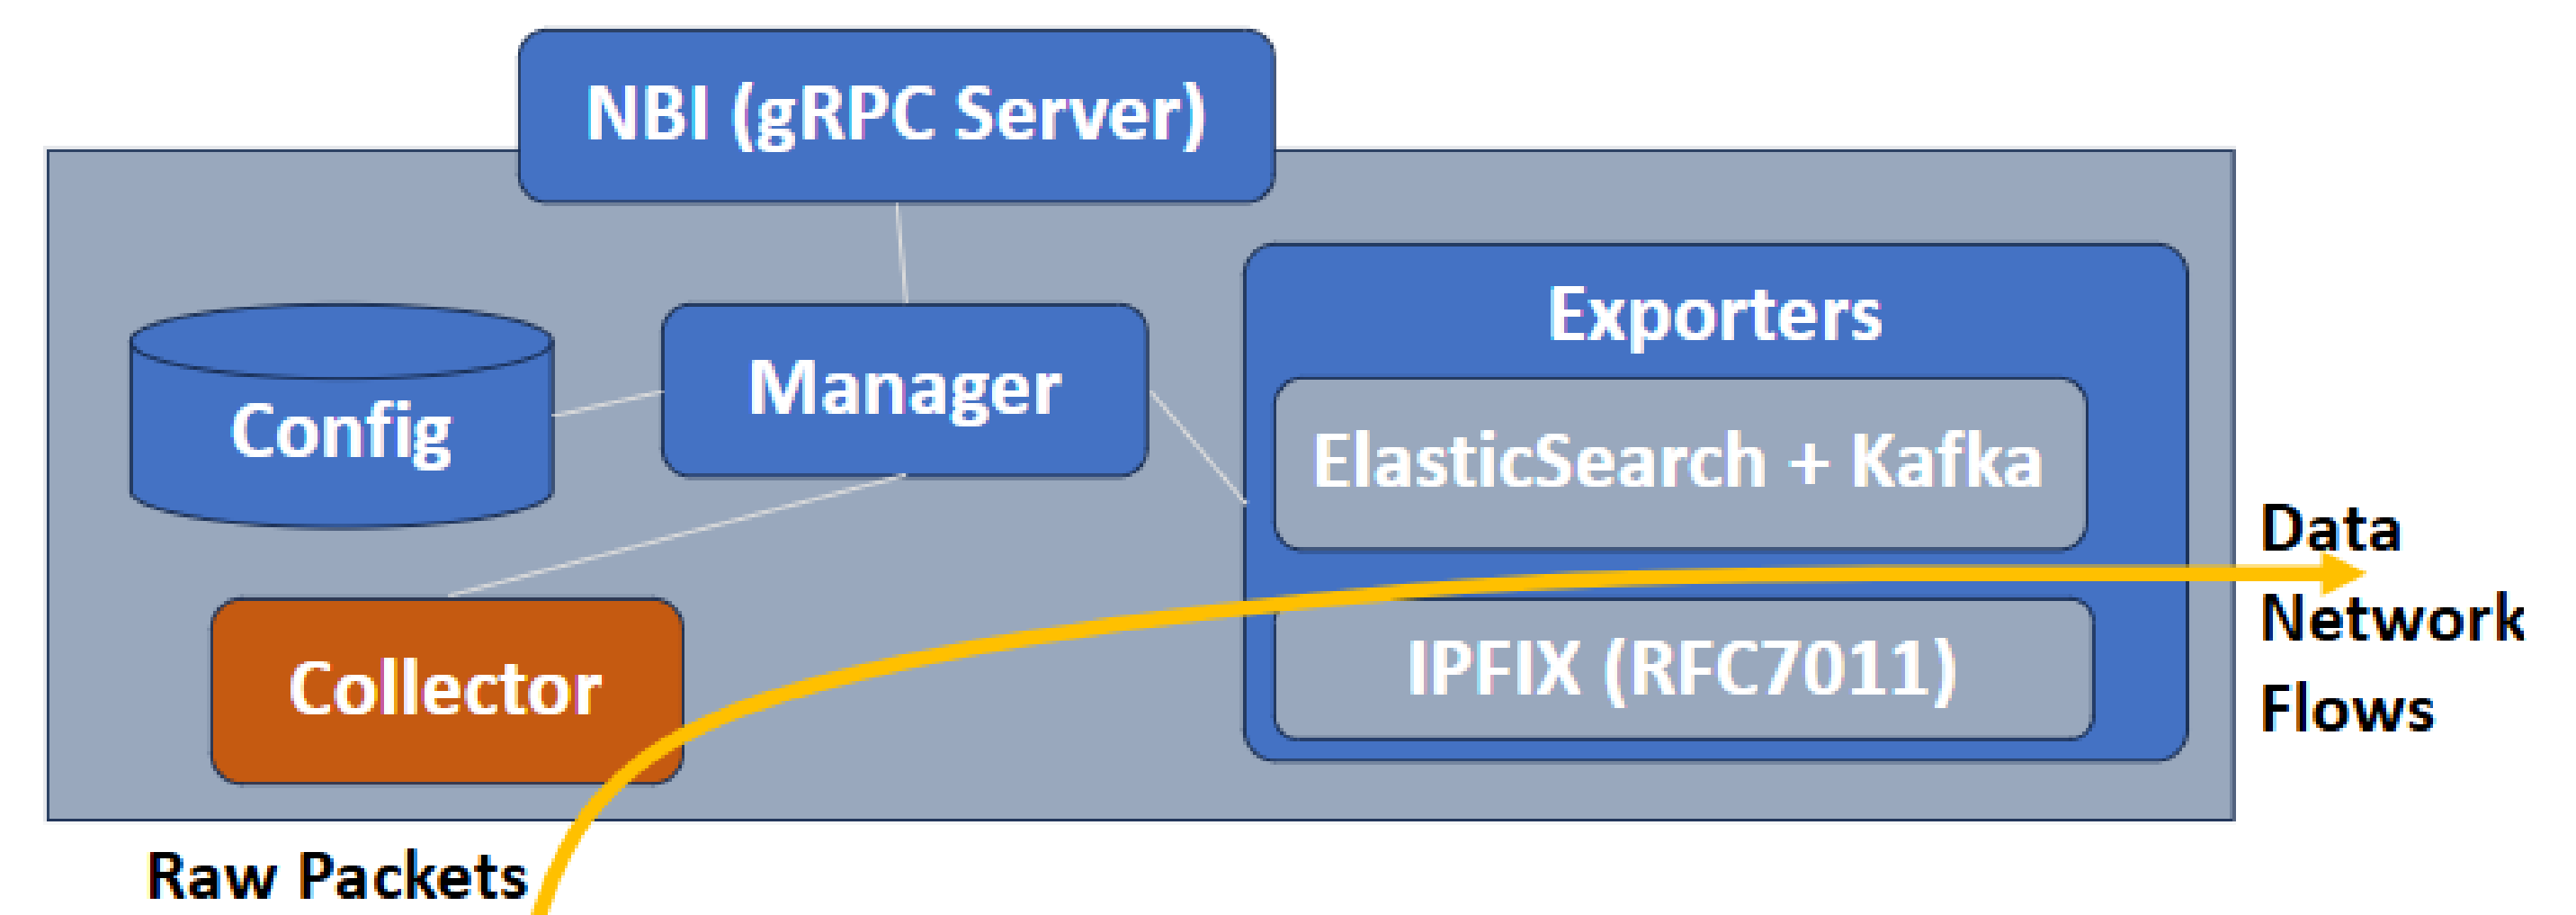 NBI (gRPC Server)
Exporters
Manager
Config
ElasticSearch + Kafka
Data
Network
Flows
Collector
IPFIX (RFC7011)
Raw Packets